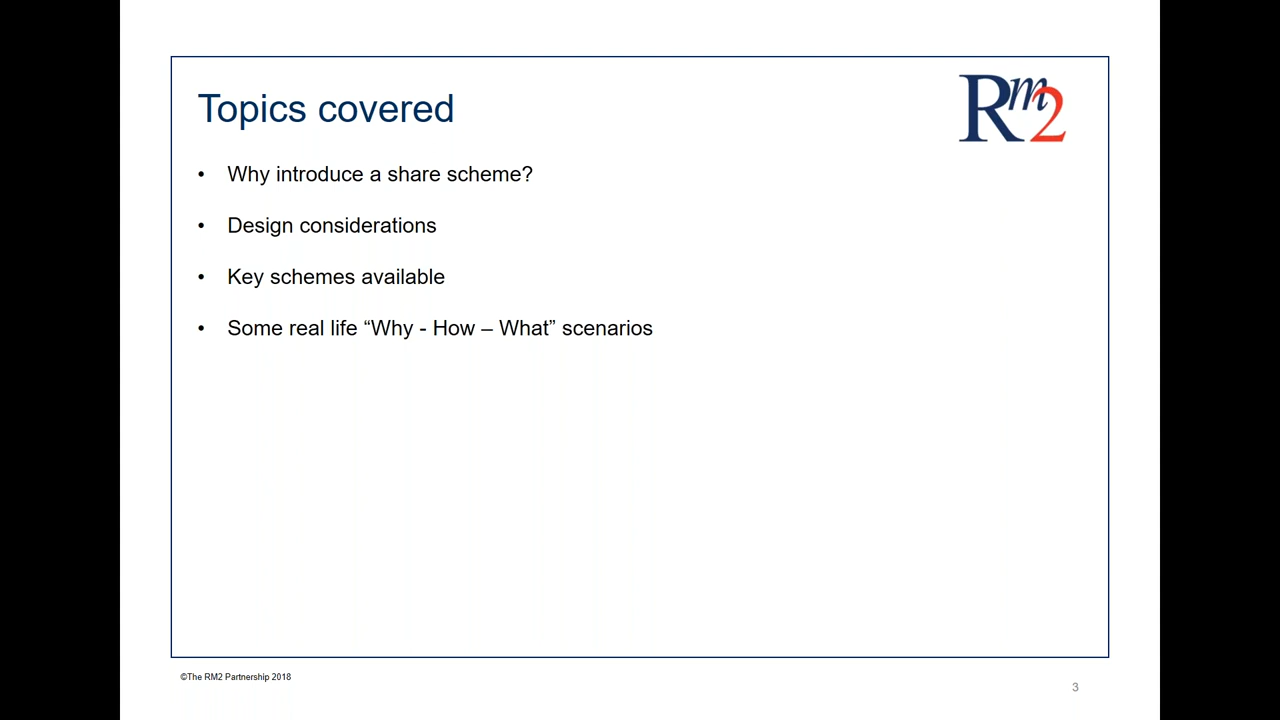 Topics covered
Rm2
• Why introduce a share scheme?
• Design considerations
• Key schemes available
• Some real life “Why - How – What” scenarios
©The RM2 Partnership 2018
3